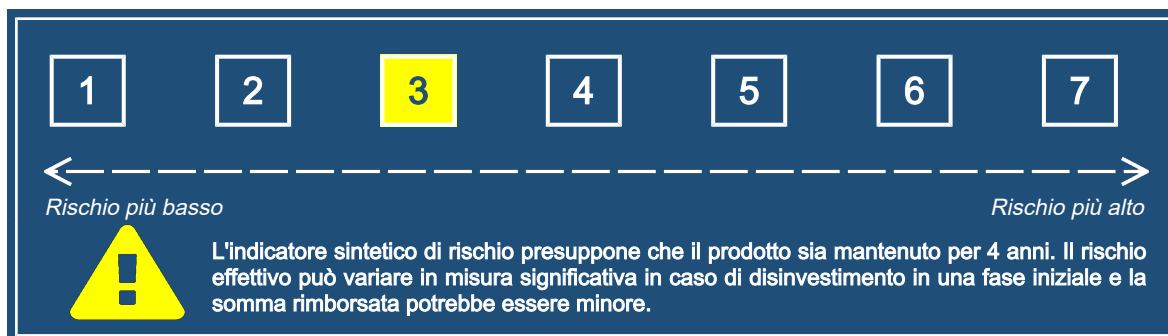 1 2 3 4 5 6 7
Rischio più basso Rischio più alto
L'indicatore sintetico di rischio presuppone che il prodotto sia mantenuto per 4 anni. Il rischio
effettivo può variare in misura significativa in caso di disinvestimento in una fase iniziale e la
somma rimborsata potrebbe essere minore.